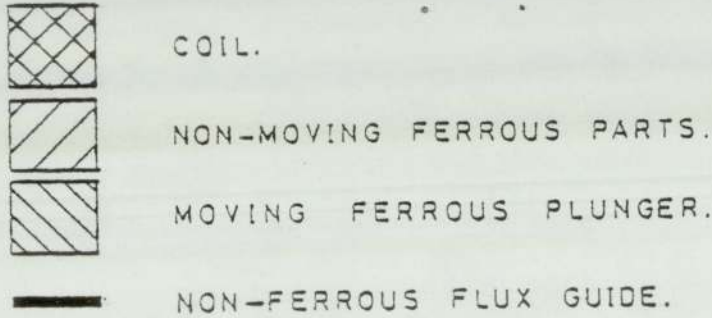 COIL.
NON-MOVING FERROUS PARTS.
MOVING FERROUS PLUNGER.
NON-FERROUS FLUX GUIDE.